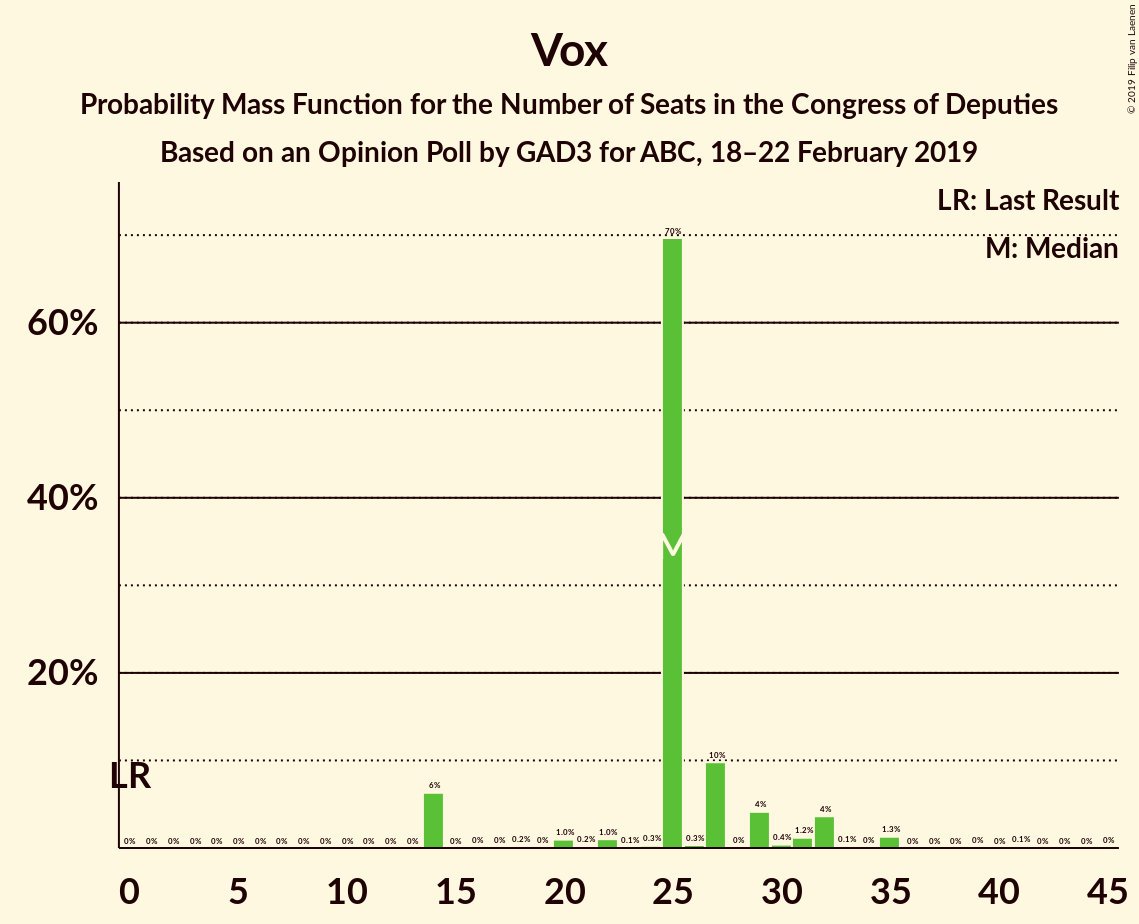 Vox
Probability Mass Function for the Number of Seats in the Congress of Deputies
Based on an Opinion Poll by GAD3 for ABC, 18–22 February 2019
© 2019 Filip van Laenen
LR: Last Result
M: Median
60%
40%
20%
LR
0% 0% 0% 0% 0% 0% 0% 0% 0% 0% 0% 0% 0% 0% 6% 0% 0% 0% 0.2% 0% 1.0% 0.2% 1.0% 0.1% 0.3% 70% 0.3% 10% 0% 4% 0.4% 1.2% 4% 0.1% 0% 1.3% 0% 0% 0% 0% 0% 0.1% 0% 0% 0% 0%
0 5 10 15 20 25 30 35 40 45